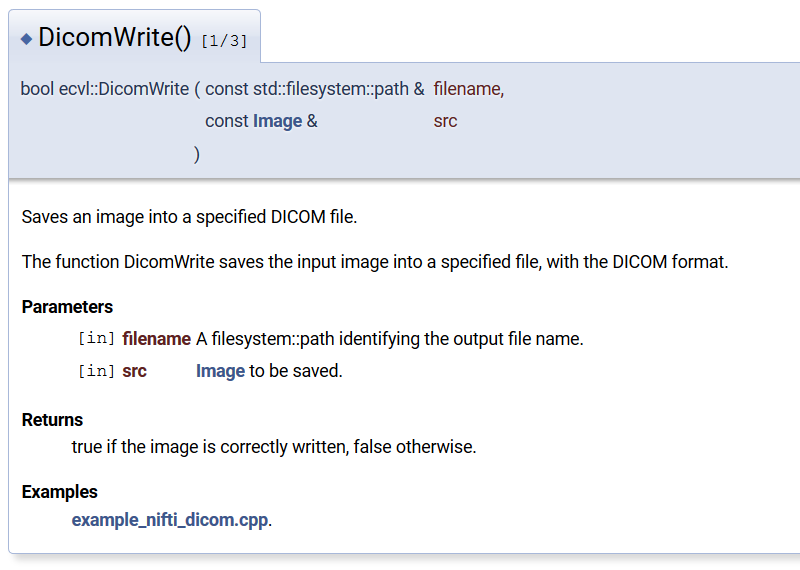 ◆ DicomWrite() [1/3]
bool ecvl::DicomWrite ( const std::filesystem::path & filename,
const Image & src
)
Saves an image into a specified DICOM file.
The function DicomWrite saves the input image into a specified file, with the DICOM format.
Parameters
[in] filename A filesystem::path identifying the output file name.
[in] src Image to be saved.
Returns
true if the image is correctly written, false otherwise.
Examples
example_nifti_dicom.cpp.